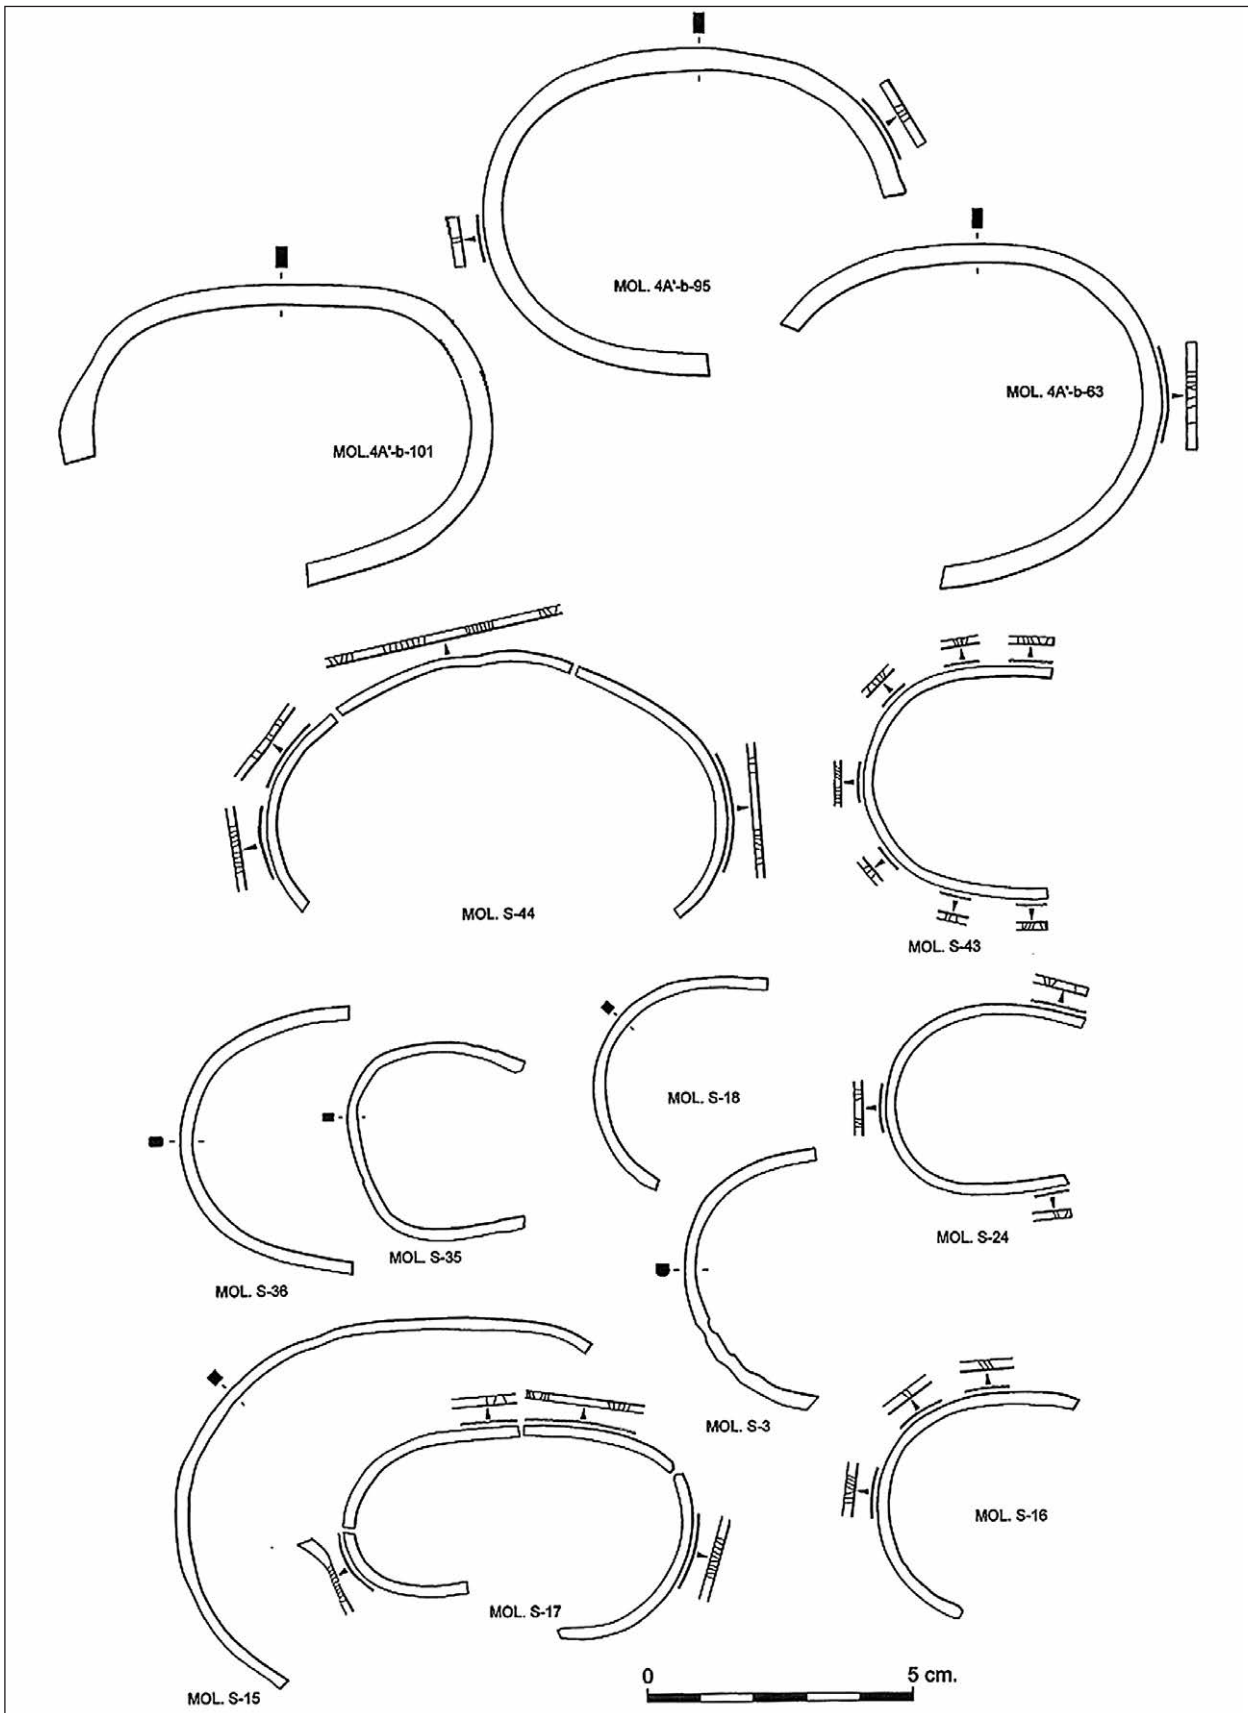 MOL. 4A'-b-95
MOL. 4A'-b-63
MOL.4A'-b-101
MOL. S-44
MOL. S-43
MOL. S-18
MOL. S-24
MOL. S-35
MOL. S-36
MOL. S-3
MOL. S-16
MOL. S-17
MOL. S-15
0 5 cm.